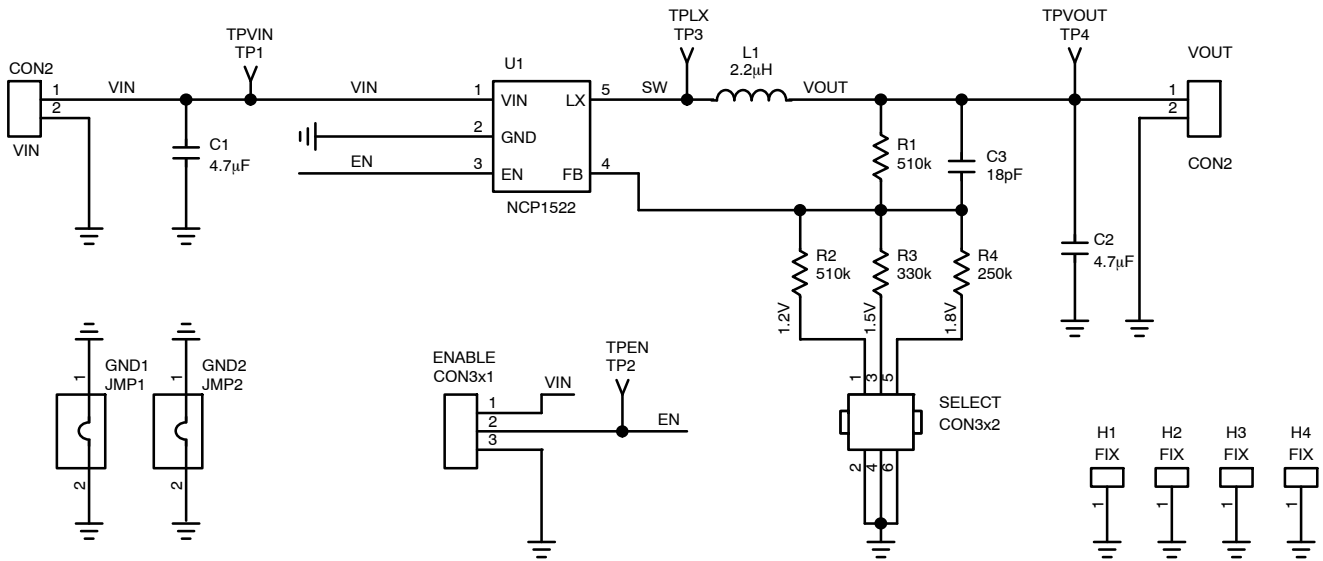 TPVIN
TP1
TPLX
TP3
TPVOUT
TP4
CON2
1
2
VIN
VIN
VIN
C1
4.7μF
U1
1
VIN
2
GND
3
EN
EN
LX
5
FB
4
NCP1522
SW
L1
2.2μH
VOUT
R1
510k
C3
18pF
VOUT
1
2
CON2
R2
510k
R3
330k
R4
250k
C2
4.7μF
1.2V
1.5V
1.8V
GND1
JMP1
1
2
GND2
JMP2
1
2
ENABLE
CON3x1
1
2
3
VIN
TPEN
TP2
EN
1
3
5
SELECT
CON3x2
2
4
6
H1
FIX
1
H2
FIX
1
H3
FIX
1
H4
FIX
1